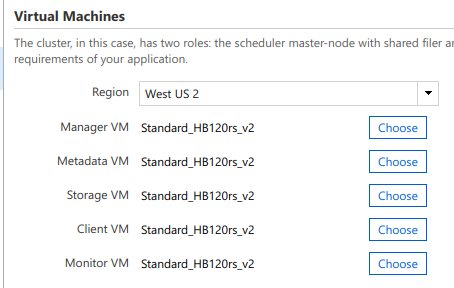 Virtual Machines
The cluster, in this case, has two roles: the scheduler master-node with shared filer
requirements of your application.
Region West US 2
Manager VM Standard_HB120rs_v2 Choose
Metadata VM Standard_HB120rs_v2 Choose
Storage VM Standard_HB120rs_v2 Choose
Client VM Standard_HB120rs_v2 Choose
Monitor VM Standard_HB120rs_v2 Choose